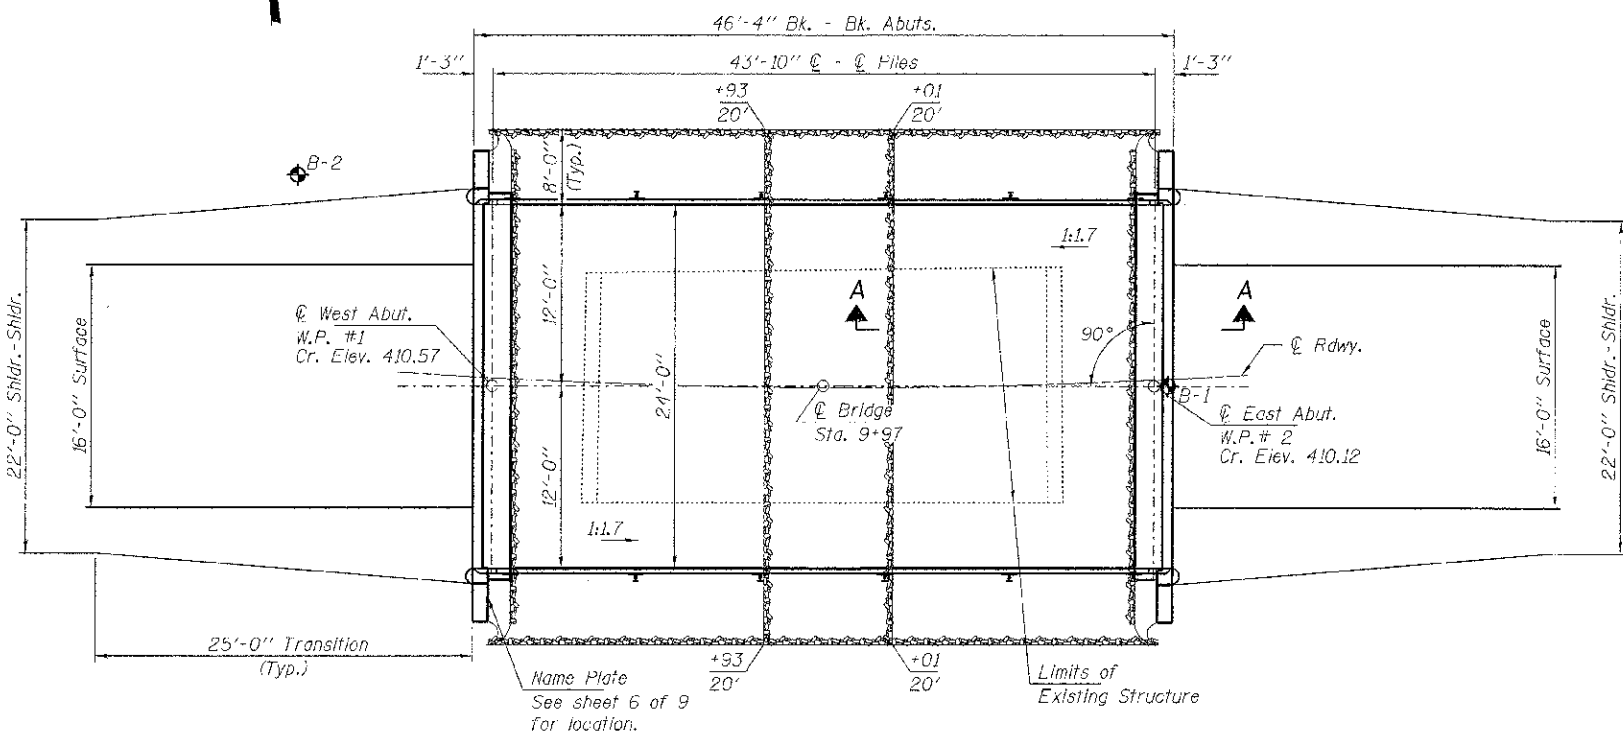 46'-4" Bk. - Bk. Abuts.
1'-3"
43'-10" ℄ - ℄ Piles
1'-3"
+93
20'
+01
20'
B-2
8'-0"
(Typ.)
1:1.7
22'-0" Shldr.-Shldr.
16'-0" Surface
℄ West Abut.
W.P. #1
Cr. Elev. 410.57
12'-0"
24'-0"
A
A
90°
℄ Rdwy.
℄ Bridge
Sta. 9+97
B-1
℄ East Abut.
W.P. # 2
Cr. Elev. 410.12
16'-0" Surface
22'-0" Shldr.-Shldr.
12'-0"
1:1.7
25'-0" Transition
(Typ.)
+93
20'
+01
20'
Name Plate
See sheet 6 of 9
for location.
Limits of
Existing Structure